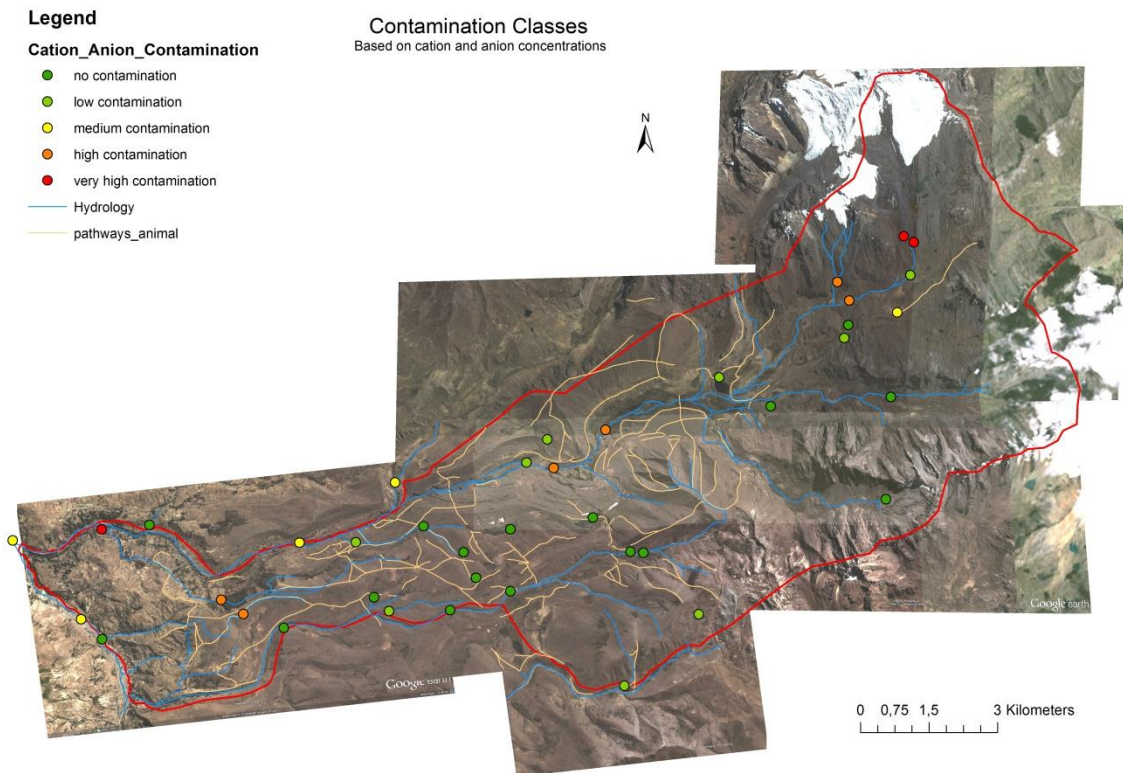 Legend
Contamination Classes
Based on cation and anion concentrations
Cation_Anion_Contamination
no contamination
low contamination
medium contamination
high contamination
very high contamination
Hydrology
pathways_animal
N
Google earth
Google earth
0 0,75 1,5 3 Kilometers